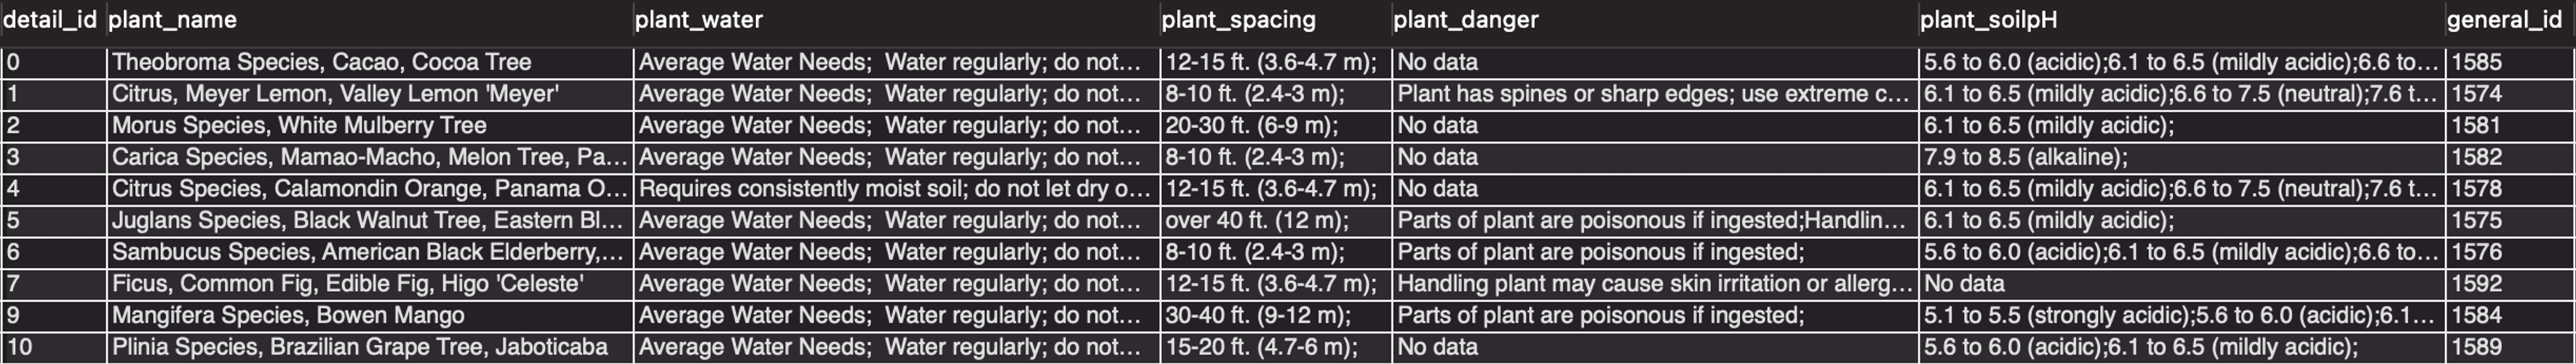 detail_id plant_name plant_water plant_spacing plant_danger plant_soilpH general_id
0 Theobroma Species, Cacao, Cocoa Tree Average Water Needs;  Water regularly; do not... 12-15 ft. (3.6-4.7 m); No data 5.6 to 6.0 (acidic);6.1 to 6.5 (mildly acidic);6.6 to... 1585
1 Citrus, Meyer Lemon, Valley Lemon 'Meyer' Average Water Needs;  Water regularly; do not... 8-10 ft. (2.4-3 m); Plant has spines or sharp edges; use extreme c... 6.1 to 6.5 (mildly acidic);6.6 to 7.5 (neutral);7.6 t... 1574
2 Morus Species, White Mulberry Tree Average Water Needs;  Water regularly; do not... 20-30 ft. (6-9 m); No data 6.1 to 6.5 (mildly acidic); 1581
3 Carica Species, Mamao-Macho, Melon Tree, Pa... Average Water Needs;  Water regularly; do not... 8-10 ft. (2.4-3 m); No data 7.9 to 8.5 (alkaline); 1582
4 Citrus Species, Calamondin Orange, Panama O... Requires consistently moist soil; do not let dry o... 12-15 ft. (3.6-4.7 m); No data 6.1 to 6.5 (mildly acidic);6.6 to 7.5 (neutral);7.6 t... 1578
5 Juglans Species, Black Walnut Tree, Eastern Bl... Average Water Needs;  Water regularly; do not... over 40 ft. (12 m); Parts of plant are poisonous if ingested;Handlin... 6.1 to 6.5 (mildly acidic); 1575
6 Sambucus Species, American Black Elderberry,... Average Water Needs;  Water regularly; do not... 8-10 ft. (2.4-3 m); Parts of plant are poisonous if ingested; 5.6 to 6.0 (acidic);6.1 to 6.5 (mildly acidic);6.6 to... 1576
7 Ficus, Common Fig, Edible Fig, Higo 'Celeste' Average Water Needs;  Water regularly; do not... 12-15 ft. (3.6-4.7 m); Handling plant may cause skin irritation or allerg... No data 1592
9 Mangifera Species, Bowen Mango Average Water Needs;  Water regularly; do not... 30-40 ft. (9-12 m); Parts of plant are poisonous if ingested; 5.1 to 5.5 (strongly acidic);5.6 to 6.0 (acidic);6.1... 1584
10 Plinia Species, Brazilian Grape Tree, Jaboticaba Average Water Needs;  Water regularly; do not... 15-20 ft. (4.7-6 m); No data 5.6 to 6.0 (acidic);6.1 to 6.5 (mildly acidic); 1589